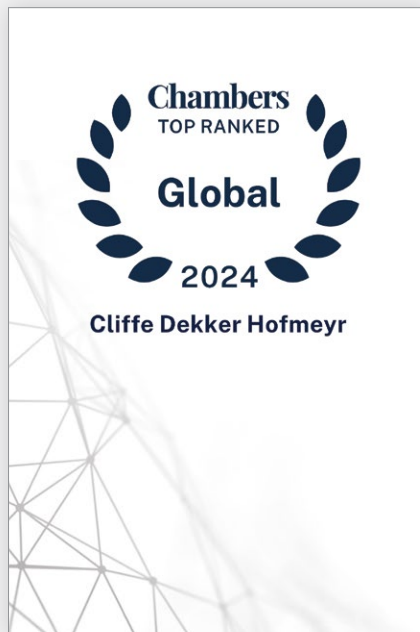 Chambers
TOP RANKED
Global
2024
Cliffe Dekker Hofmeyr